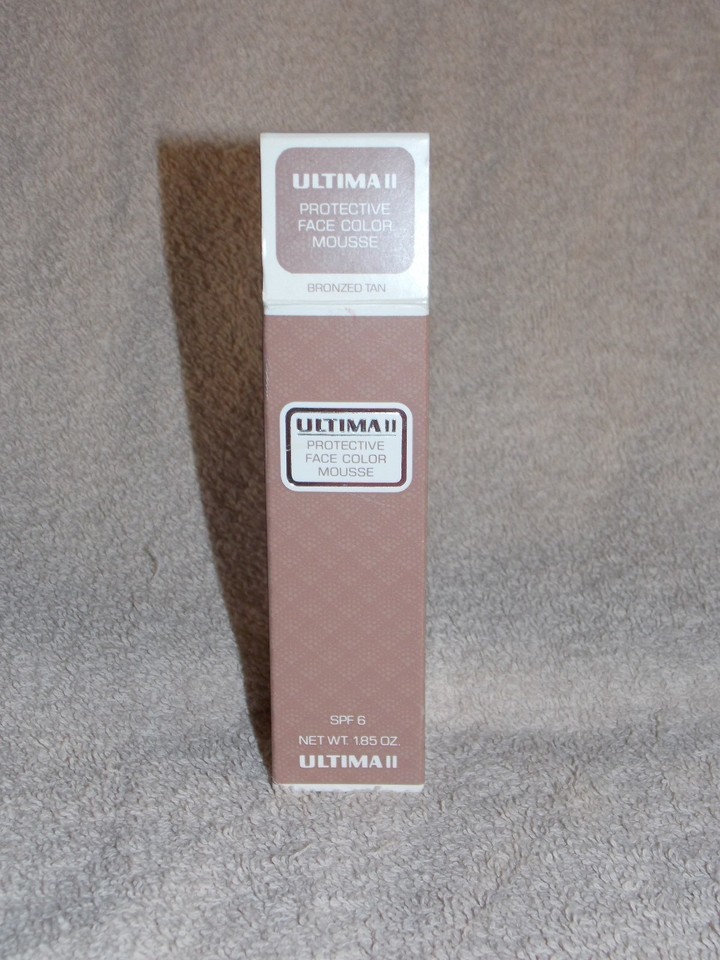 ULTIMA II
PROTECTIVE
FACE COLOR
MOUSSE
BRONZED TAN
ULTIMA II
PROTECTIVE
FACE COLOR
MOUSSE
SPF 6
NET WT. 1.85 OZ.
ULTIMA II